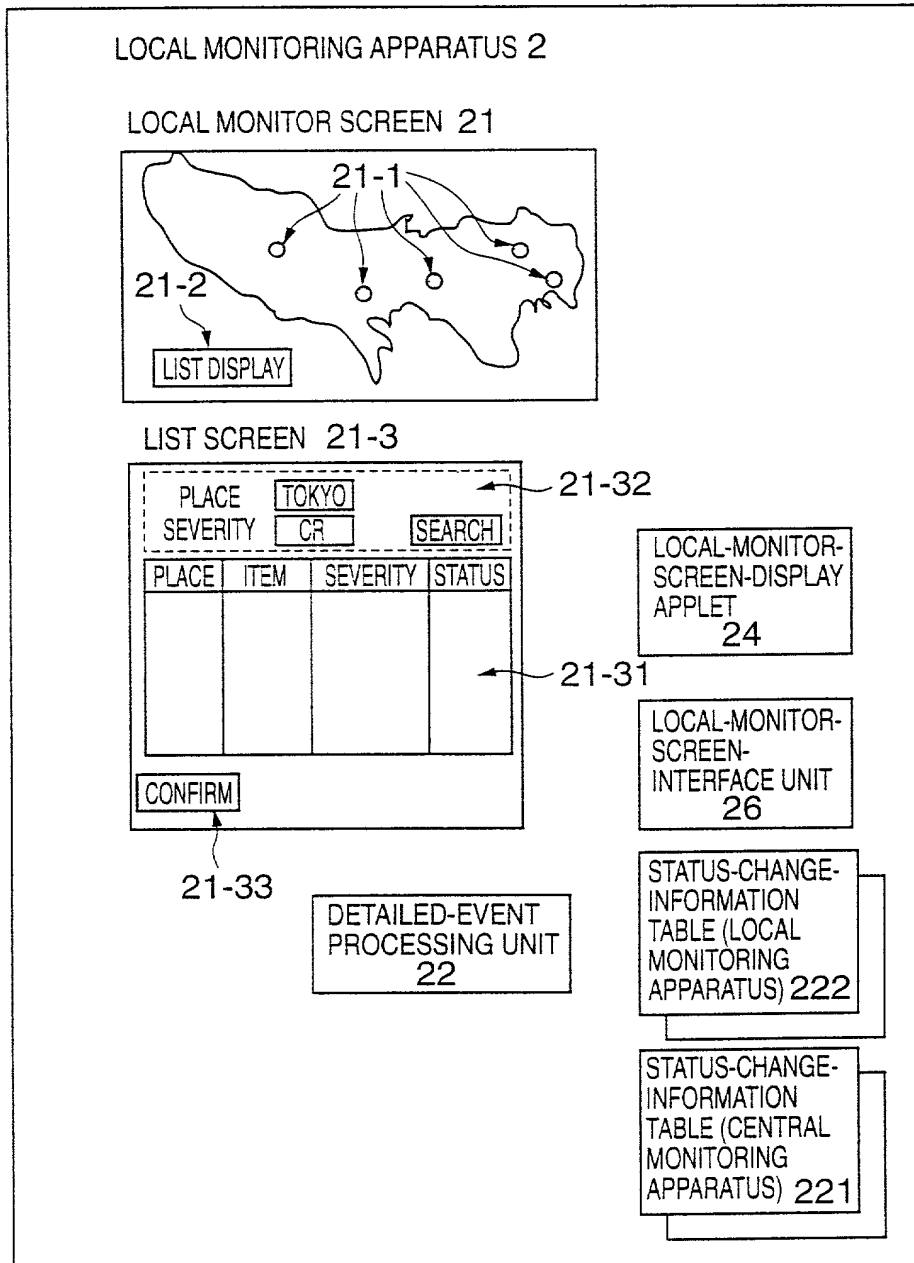 LOCAL MONITORING APPARATUS 2
LOCAL MONITOR SCREEN 21
21-1
21-2
LIST DISPLAY
LIST SCREEN 21-3
PLACE TOKYO
SEVERITY CR SEARCH
21-32
PLACE ITEM SEVERITY STATUS
21-31
CONFIRM
21-33
DETAILED-EVENT
PROCESSING UNIT
22
LOCAL-MONITOR-
SCREEN-DISPLAY
APPLET
24
LOCAL-MONITOR-
SCREEN-
INTERFACE UNIT
26
STATUS-CHANGE-
INFORMATION
TABLE (LOCAL
MONITORING
APPARATUS) 222
STATUS-CHANGE-
INFORMATION
TABLE (CENTRAL
MONITORING
APPARATUS) 221